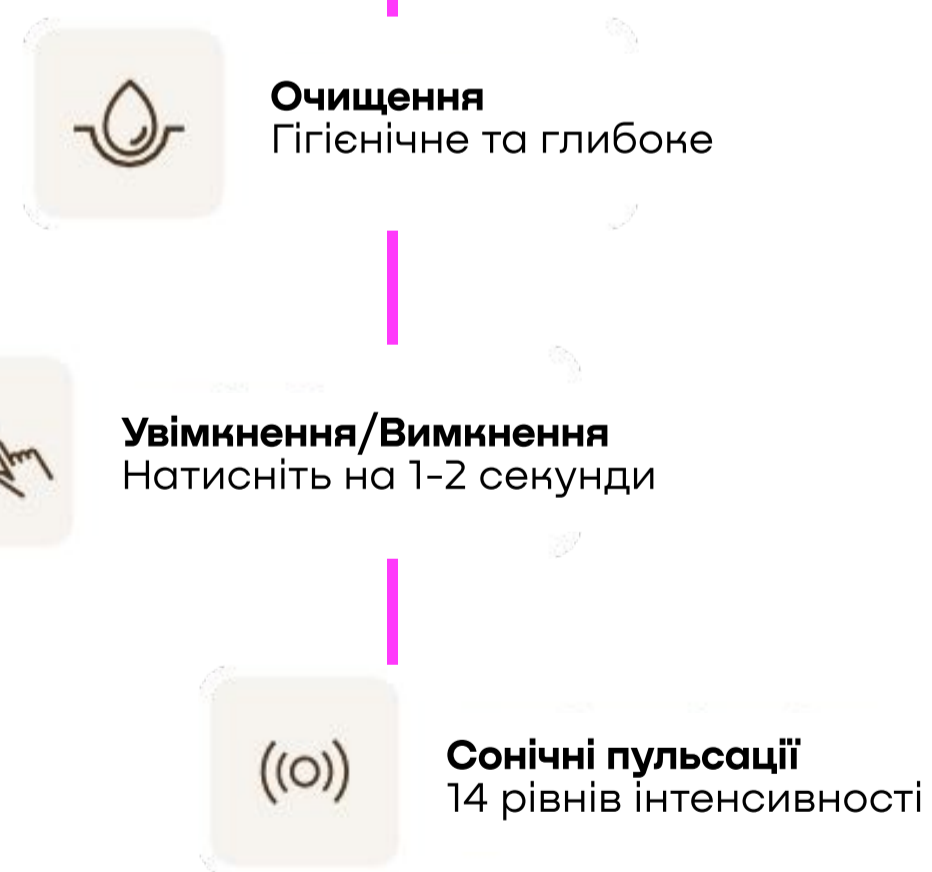 Очищення
Гігієнічне та глибоке
Увімкнення/Вимкнення
Натисніть на 1-2 секунди
Сонічні пульсації
14 рівнів інтенсивності